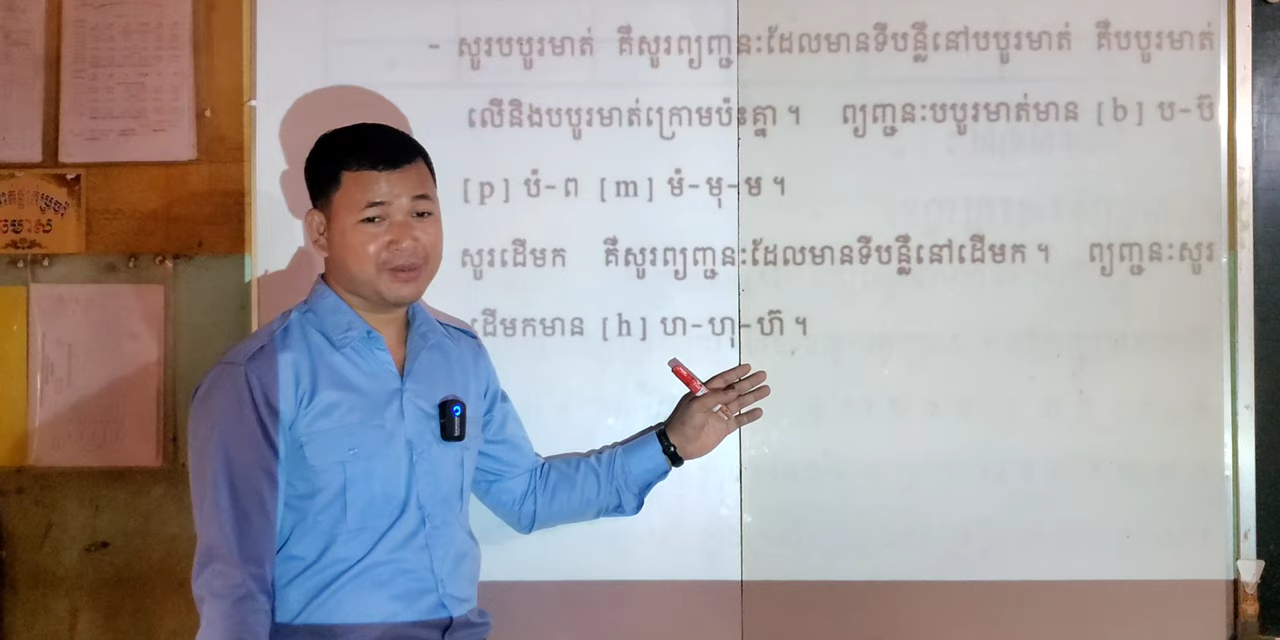 - សូរបបូរមាត់ គឺសូរព្យញ្ជនៈដែលមានទីបន្លឺនៅបបូរមាត់ គឺបបូរមាត់
លើនិងបបូរមាត់ក្រោមប៉ះគ្នា ។ ព្យញ្ជនៈបបូរមាត់មាន [ b ] ប-ប៊
[ p ] ប៉-ព [ m ] ម៉-មុ-ម ។
សូរដើមក គឺសូរព្យញ្ជនៈដែលមានទីបន្លឺនៅដើមក ។ ព្យញ្ជនៈសូរ
ដើមកមាន [ h ] ហ-ហុ-ហ៊ ។